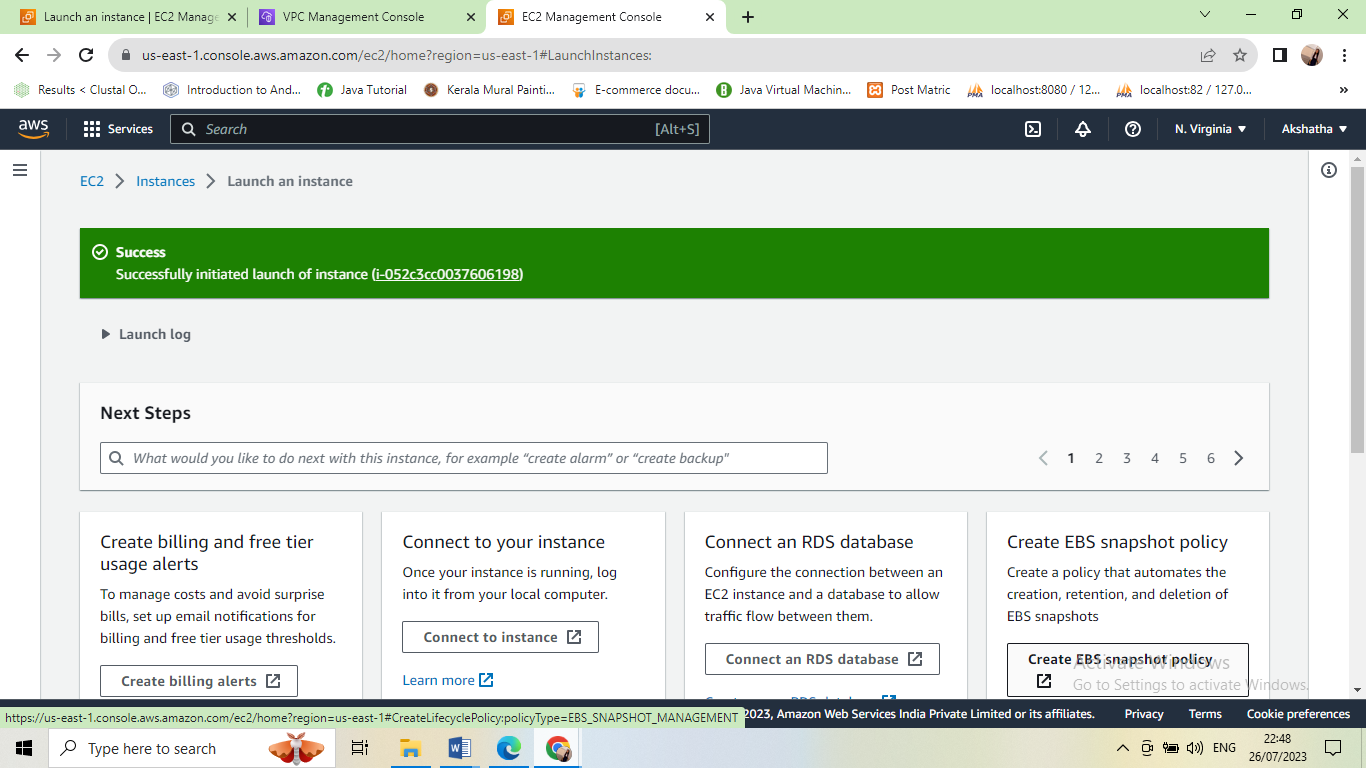 Launch an instance | EC2 Manage
VPC Management Console
EC2 Management Console
us-east-1.console.aws.amazon.com/ec2/home?region=us-east-1#LaunchInstances:
Results < Clustal O...
Introduction to And...
Java Tutorial
Kerala Mural Painti...
E-commerce docu...
Java Virtual Machin...
Post Matric
localhost:8080 / 12...
localhost:82 / 127.0...
aws
Services
Search
[Alt+S]
N. Virginia
Akshatha
EC2
Instances
Launch an instance
Success
Successfully initiated launch of instance (i-052c3cc0037606198)
Launch log
Next Steps
What would you like to do next with this instance, for example “create alarm” or “create backup"
1 2 3 4 5 6
Create billing and free tier
usage alerts
To manage costs and avoid surprise
bills, set up email notifications for
billing and free tier usage thresholds.
Create billing alerts
Connect to your instance
Once your instance is running, log
into it from your local computer.
Connect to instance
Learn more
Connect an RDS database
Configure the connection between an
EC2 instance and a database to allow
traffic flow between them.
Connect an RDS database
Create EBS snapshot policy
Create a policy that automates the
creation, retention, and deletion of
EBS snapshots
Create EBS snapshot policy
Activate Windows
Go to Settings to activate Windows.
https://us-east-1.console.aws.amazon.com/ec2/home?region=us-east-1#CreateLifecyclePolicy:policyType=EBS_SNAPSHOT_MANAGEMENT
2023, Amazon Web Services India Private Limited or its affiliates.
Privacy
Terms
Cookie preferences
Type here to search
ENG
22:48
26/07/2023